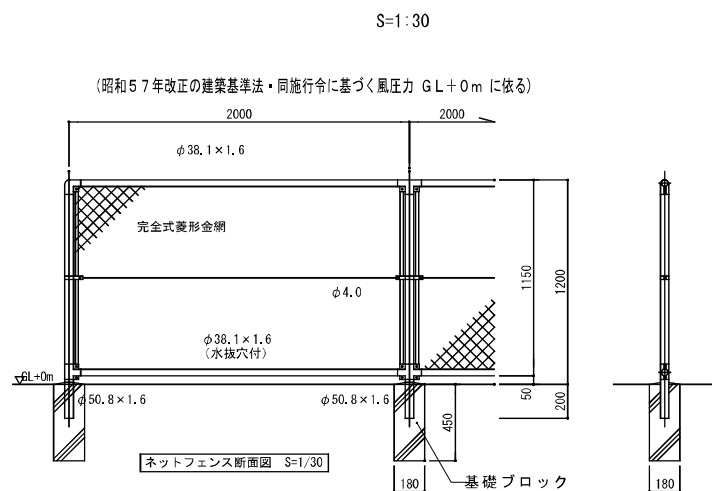 S=1:30
(昭和57年改正の建築基準法・同施行令に基づく風圧力 GL+0m に依る)
2000
2000
φ38.1×1.6
完全式菱形金網
φ4.0
1150
1200
φ38.1×1.6
(水抜穴付)
GL+0m
φ50.8×1.6
φ50.8×1.6
50
200
450
ネットフェンス断面図 S=1/30
180
基礎ブロック
180